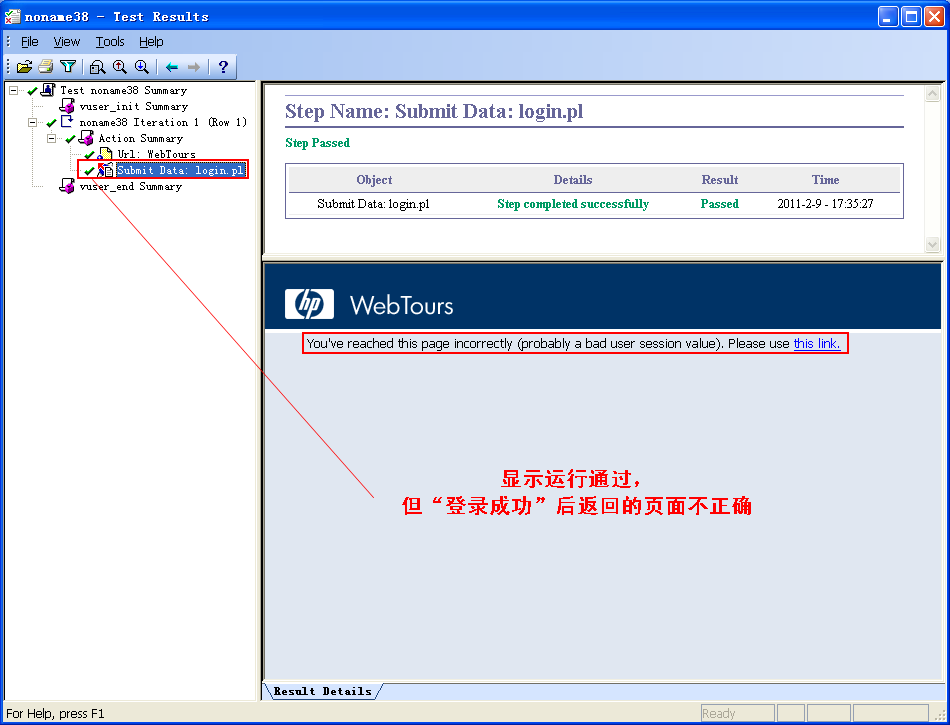 noname38 - Test Results
File View Tools Help
Test noname38 Summary
vuser_init Summary
noname38 Iteration 1 (Row 1)
Action Summary
Url: WebTours
Submit Data: login.pl
vuser_end Summary
Step Name: Submit Data: login.pl
Step Passed
Object Details Result Time
Submit Data: login.pl Step completed successfully Passed 2011-2-9 - 17:35:27
hp WebTours
You've reached this page incorrectly (probably a bad user session value). Please use this link.
显示运行通过，
但“登录成功”后返回的页面不正确
Result Details
For Help, press F1
Ready